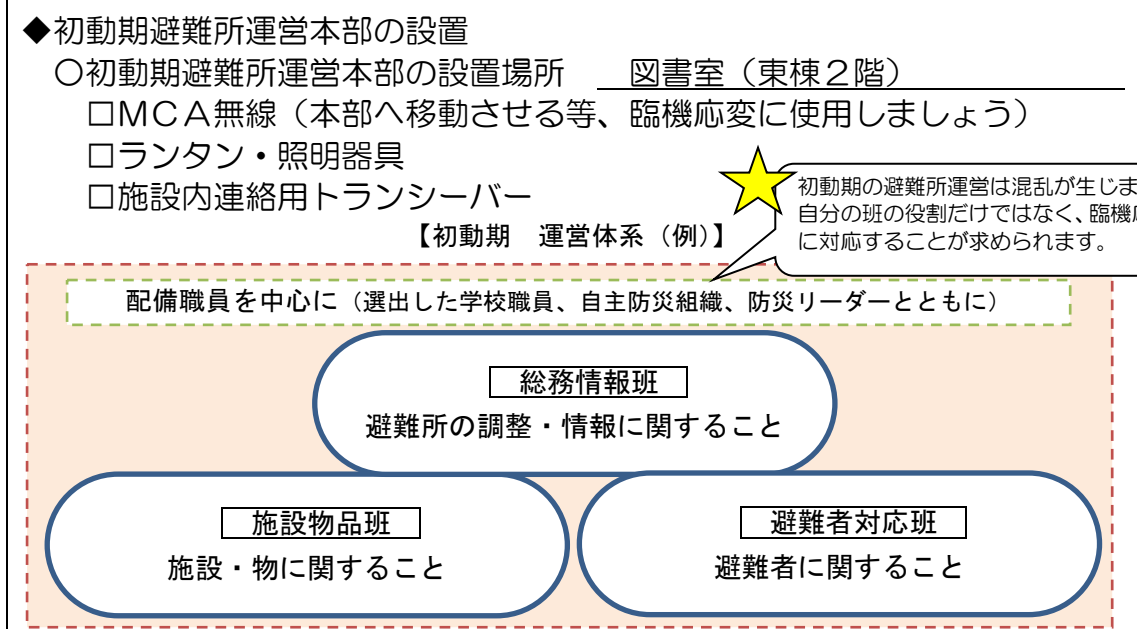 ◆初動期避難所運営本部の設置
○初動期避難所運営本部の設置場所　図書室（東棟２階）
□ＭＣＡ無線（本部へ移動させる等、臨機応変に使用しましょう）
□ランタン・照明器具
□施設内連絡用トランシーバー
初動期の避難所運営は混乱が生じま
自分の班の役割だけではなく、臨機
に対応することが求められます。
【初動期　運営体系（例）】
配備職員を中心に（選出した学校職員、自主防災組織、防災リーダーとともに）
総務情報班
避難所の調整・情報に関すること
施設物品班
施設・物に関すること
避難者対応班
避難者に関すること